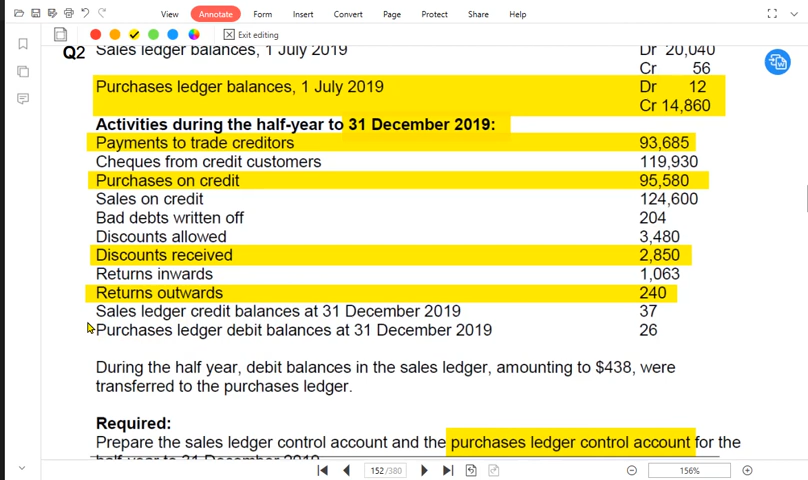 View Annotate Form Insert Convert Page Protect Share Help
Exit editing
Q2 Sales ledger balances, 1 July 2019 Dr 20,040
Cr 56
Purchases ledger balances, 1 July 2019 Dr 12
Cr 14,860
Activities during the half-year to 31 December 2019:
Payments to trade creditors 93,685
Cheques from credit customers 119,930
Purchases on credit 95,580
Sales on credit 124,600
Bad debts written off 204
Discounts allowed 3,480
Discounts received 2,850
Returns inwards 1,063
Returns outwards 240
Sales ledger credit balances at 31 December 2019 37
Purchases ledger debit balances at 31 December 2019 26
During the half year, debit balances in the sales ledger, amounting to $438, were
transferred to the purchases ledger.
Required:
Prepare the sales ledger control account and the purchases ledger control account for the
half-year to 31 December 2019
152 /380 156%